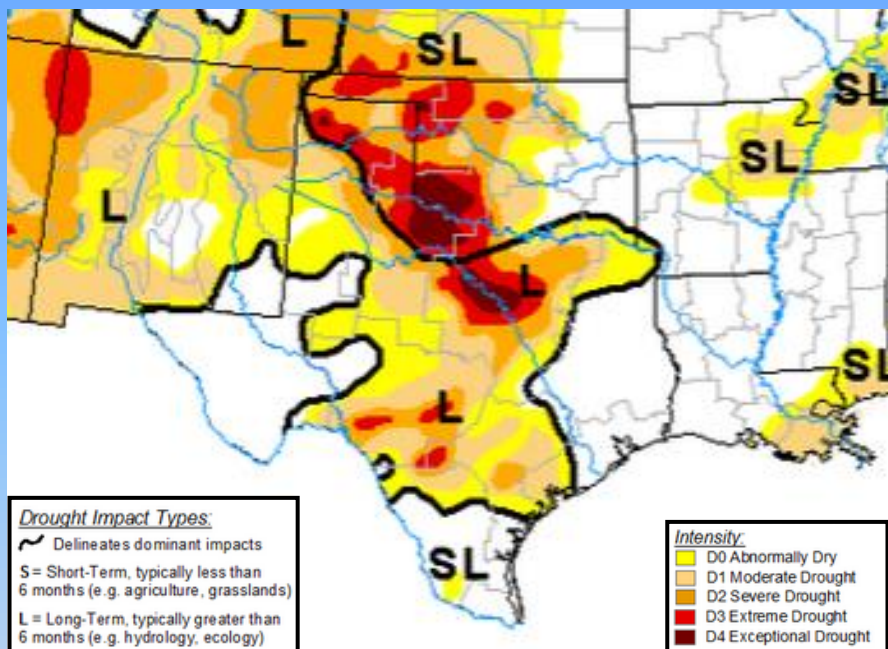 L
SL
SL
SL
L
L
SL
L
SL
Drought Impact Types:
Delineates dominant impacts
S = Short-Term, typically less than
6 months (e.g. agriculture, grasslands)
L = Long-Term, typically greater than
6 months (e.g. hydrology, ecology)
Intensity:
D0 Abnormally Dry
D1 Moderate Drought
D2 Severe Drought
D3 Extreme Drought
D4 Exceptional Drought